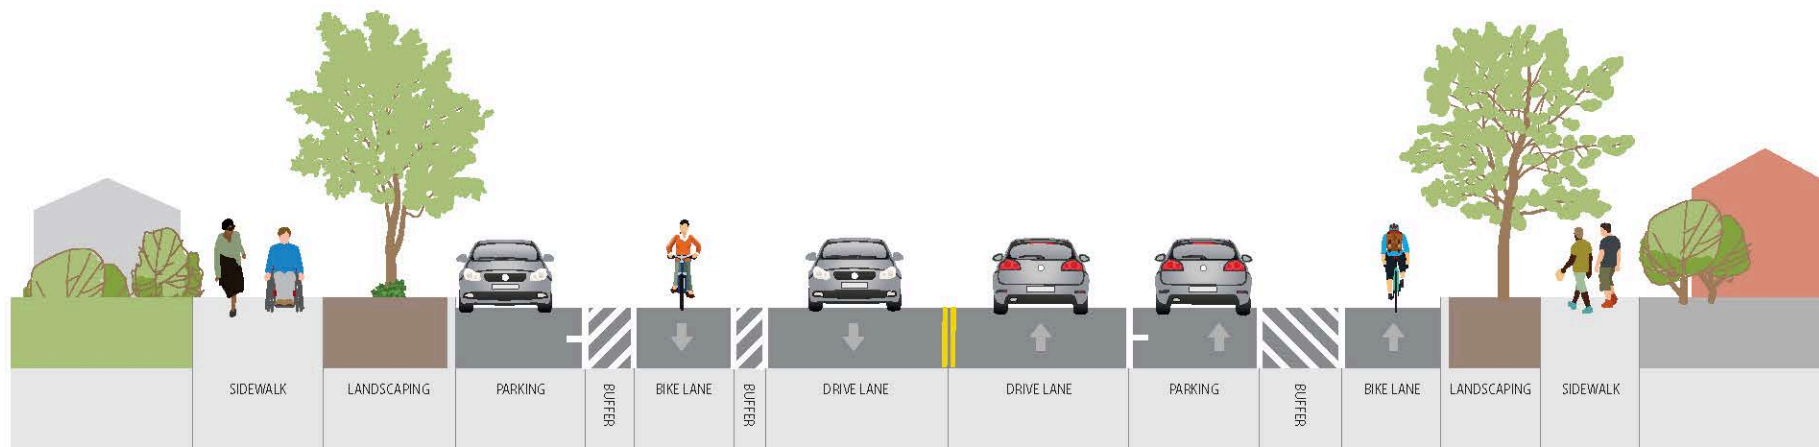 SIDEWALK
LANDSCAPING
PARKING
BUFFER
BIKE LANE
BUFFER
DRIVE LANE
DRIVE LANE
PARKING
BUFFER
BIKE LANE
LANDSCAPING
SIDEWALK